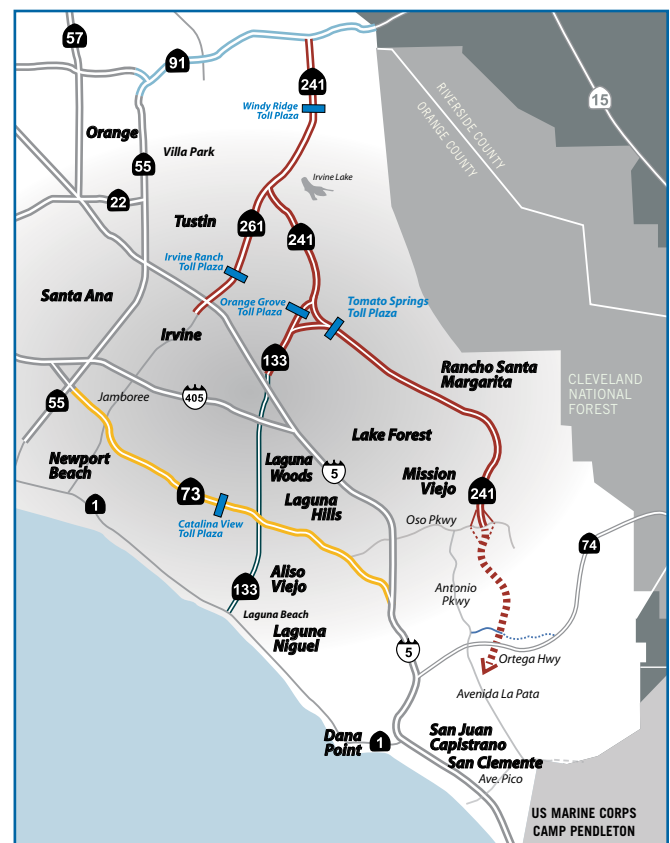 57
91
241
15
Windy Ridge
Toll Plaza
RIVERSIDE COUNTY
ORANGE COUNTY
Orange
Villa Park
55
Irvine Lake
22
Tustin
261
241
Irvine Ranch
Toll Plaza
Santa Ana
Orange Grove
Toll Plaza
Tomato Springs
Toll Plaza
Irvine
133
Rancho Santa
Margarita
CLEVELAND
NATIONAL
FOREST
55
Jamboree
405
Lake Forest
Newport
Beach
Laguna
Woods
5
Mission
Viejo
73
241
1
Laguna
Hills
Catalina View
Toll Plaza
Oso Pkwy
74
Aliso
Viejo
133
Antonio
Pkwy
Laguna Beach
Laguna
Niguel
5
Ortega Hwy
Avenida La Pata
Dana
Point
1
San Juan
Capistrano
San Clemente
Ave. Pico
US MARINE CORPS
CAMP PENDLETON